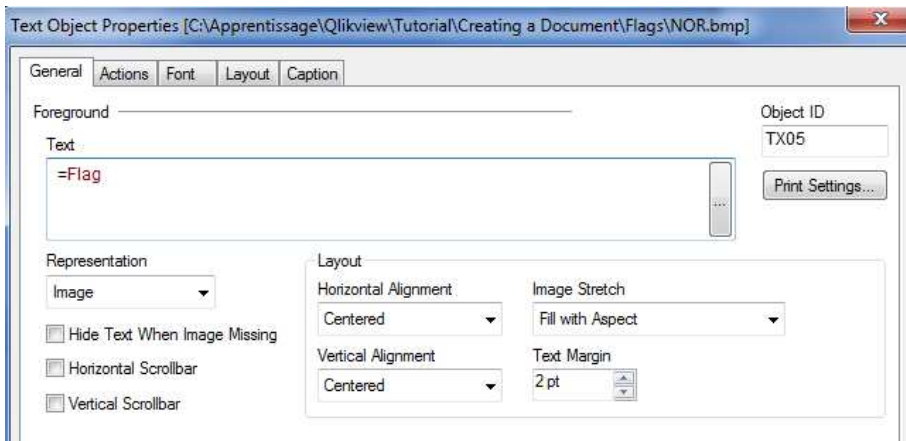 Text Object Properties [C:\Apprentissage\Qlikview\Tutorial\Creating a Document\Flags\NOR.bmp]
General Actions Font Layout Caption
Foreground
Object ID
Text
TX05
=Flag
Print Settings...
...
Representation
Layout
Image
Horizontal Alignment
Image Stretch
Centered
Fill with Aspect
Hide Text When Image Missing
Vertical Alignment
Text Margin
Horizontal Scrollbar
Centered
2 pt
Vertical Scrollbar